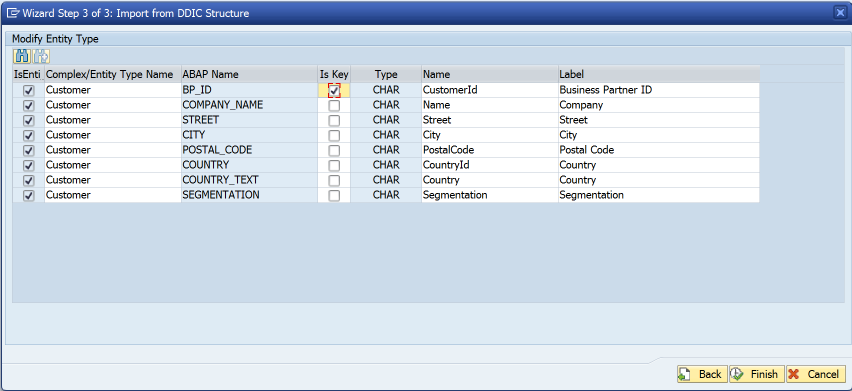 Wizard Step 3 of 3: Import from DDIC Structure
Modify Entity Type
IsEnti Complex/Entity Type Name ABAP Name Is Key Type Name Label
Customer BP_ID CHAR CustomerId Business Partner ID
Customer COMPANY_NAME CHAR Name Company
Customer STREET CHAR Street Street
Customer CITY CHAR City City
Customer POSTAL_CODE CHAR PostalCode Postal Code
Customer COUNTRY CHAR CountryId Country
Customer COUNTRY_TEXT CHAR Country Country
Customer SEGMENTATION CHAR Segmentation Segmentation
Back Finish Cancel